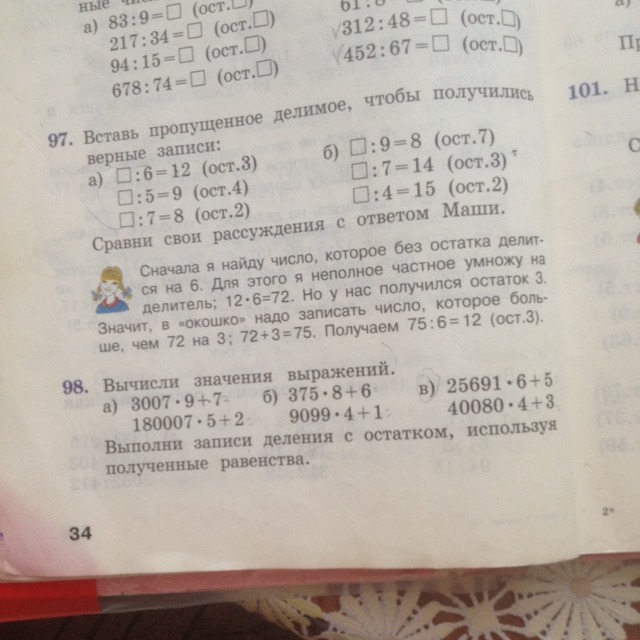 ные
а) 83:9=□ (ост.□)
217:34=□ (ост.□)
94:15=□ (ост.□)
678:74=□ (ост.□)
√312:48=□ (ост.□)
√452:67=□ (ост.□)
97. Вставь пропущенное делимое, чтобы получились
верные записи:
а) □:6=12 (ост.3)
□:5=9 (ост.4)
□:7=8 (ост.2)
б) □:9=8 (ост.7)
□:7=14 (ост.3)
□:4=15 (ост.2)
Сравни свои рассуждения с ответом Маши.
Сначала я найду число, которое без остатка делит-
ся на 6. Для этого я неполное частное умножу на
делитель; 12·6=72. Но у нас получился остаток 3.
Значит, в «окошко» надо записать число, которое боль-
ше, чем 72 на 3; 72+3=75. Получаем 75:6=12 (ост.3).
98. Вычисли значения выражений.
а) 3007·9+7
180007·5+2
б) 375·8+6
9099·4+1
в) 25691·6+5
40080·4+3
Выполни записи деления с остатком, используя
полученные равенства.
34
101. Н
С
2*